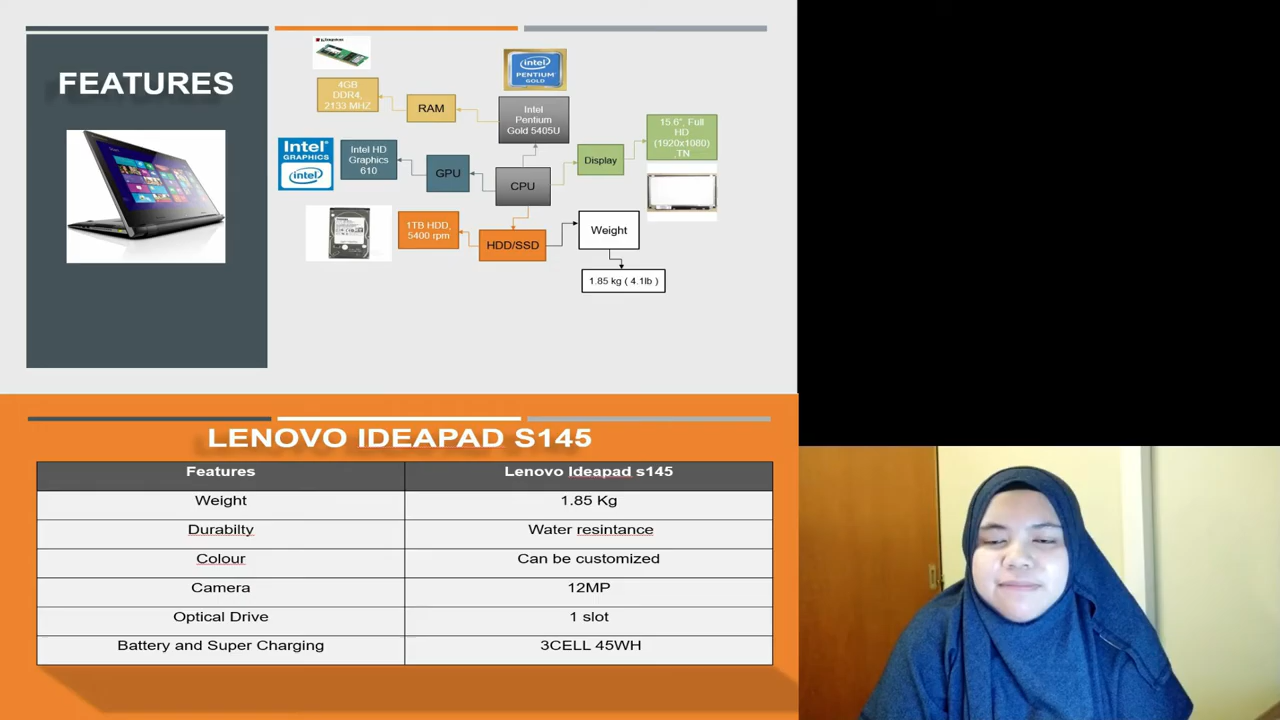 FEATURES
4GB
DDR4,
2133 MHZ
RAM
intel
PENTIUM
GOLD
Intel
Pentium
Gold 5405U
15.6", Full
HD
(1920x1080)
,TN
Intel
GRAPHICS
intel
Intel HD
Graphics
610
GPU
CPU
Display
1TB HDD,
5400 rpm
HDD/SSD
Weight
1.85 kg ( 4.1lb )
LENOVO IDEAPAD S145
Features Lenovo Ideapad s145
Weight 1.85 Kg
Durabilty Water resintance
Colour Can be customized
Camera 12MP
Optical Drive 1 slot
Battery and Super Charging 3CELL 45WH